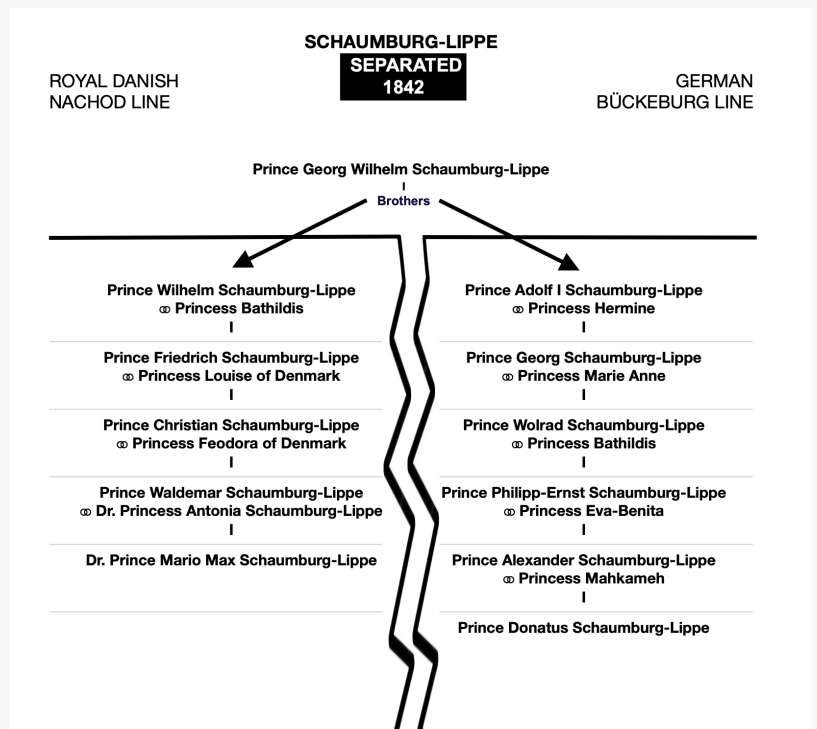 SCHAUMBURG-LIPPE
SEPARATED
1842
ROYAL DANISH
NACHOD LINE
GERMAN
BÜCKEBURG LINE
Prince Georg Wilhelm Schaumburg-Lippe
Brothers
Prince Wilhelm Schaumburg-Lippe
⚭ Princess Bathildis
Prince Friedrich Schaumburg-Lippe
⚭ Princess Louise of Denmark
Prince Christian Schaumburg-Lippe
⚭ Princess Feodora of Denmark
Prince Waldemar Schaumburg-Lippe
⚭ Dr. Princess Antonia Schaumburg-Lippe
Dr. Prince Mario Max Schaumburg-Lippe
Prince Adolf I Schaumburg-Lippe
⚭ Princess Hermine
Prince Georg Schaumburg-Lippe
⚭ Princess Marie Anne
Prince Wolrad Schaumburg-Lippe
⚭ Princess Bathildis
Prince Philipp-Ernst Schaumburg-Lippe
⚭ Princess Eva-Benita
Prince Alexander Schaumburg-Lippe
⚭ Princess Mahkameh
Prince Donatus Schaumburg-Lippe